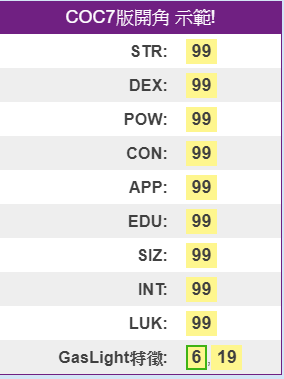 COC7版開角 示範!
STR: 99
DEX: 99
POW: 99
CON: 99
APP: 99
EDU: 99
SIZ: 99
INT: 99
LUK: 99
GasLight特徵: 6, 19